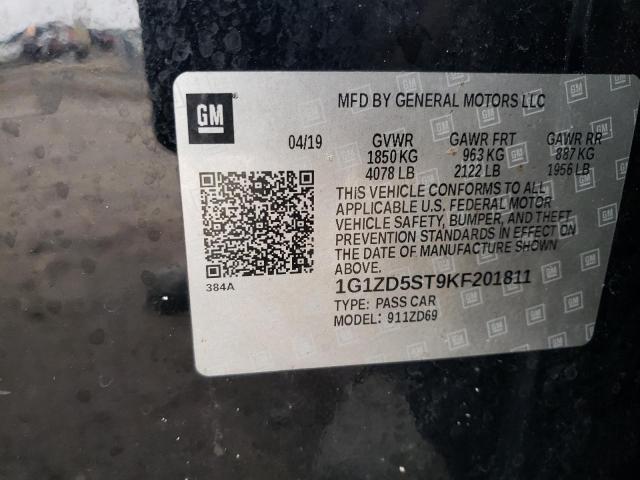 GM
MFD BY GENERAL MOTORS LLC
04/19 GVWR GAWR FRT GAWR RR
1850 KG 963 KG 887 KG
4078 LB 2122 LB 1956 LB
THIS VEHICLE CONFORMS TO ALL
APPLICABLE U.S. FEDERAL MOTOR
VEHICLE SAFETY, BUMPER, AND THEFT
PREVENTION STANDARDS IN EFFECT ON
THE DATE OF MANUFACTURE SHOWN
ABOVE.
384A
1G1ZD5ST9KF201811
TYPE: PASS CAR
MODEL: 911ZD69